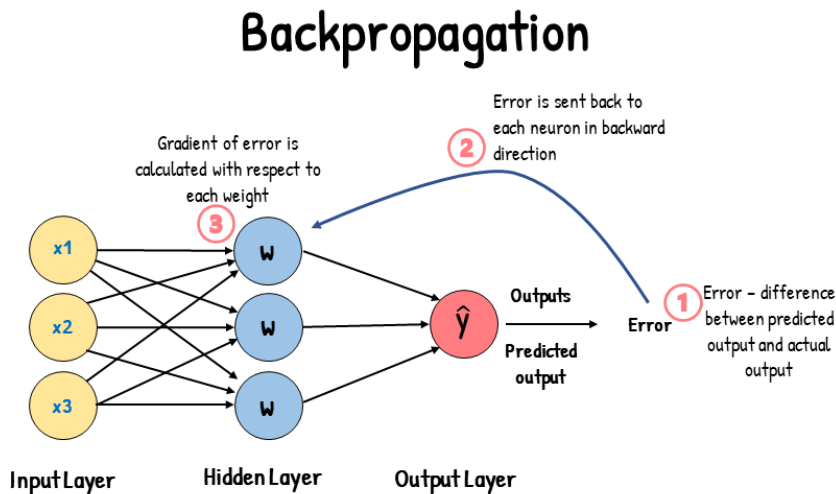 Backpropagation
Error is sent back to
each neuron in backward
direction
2
Gradient of error is
calculated with respect to
each weight
3
x1
x2
x3
w
w
w
ŷ
Outputs
Predicted
output
Error
1
Error - difference
between predicted
output and actual
output
Input Layer
Hidden Layer
Output Layer